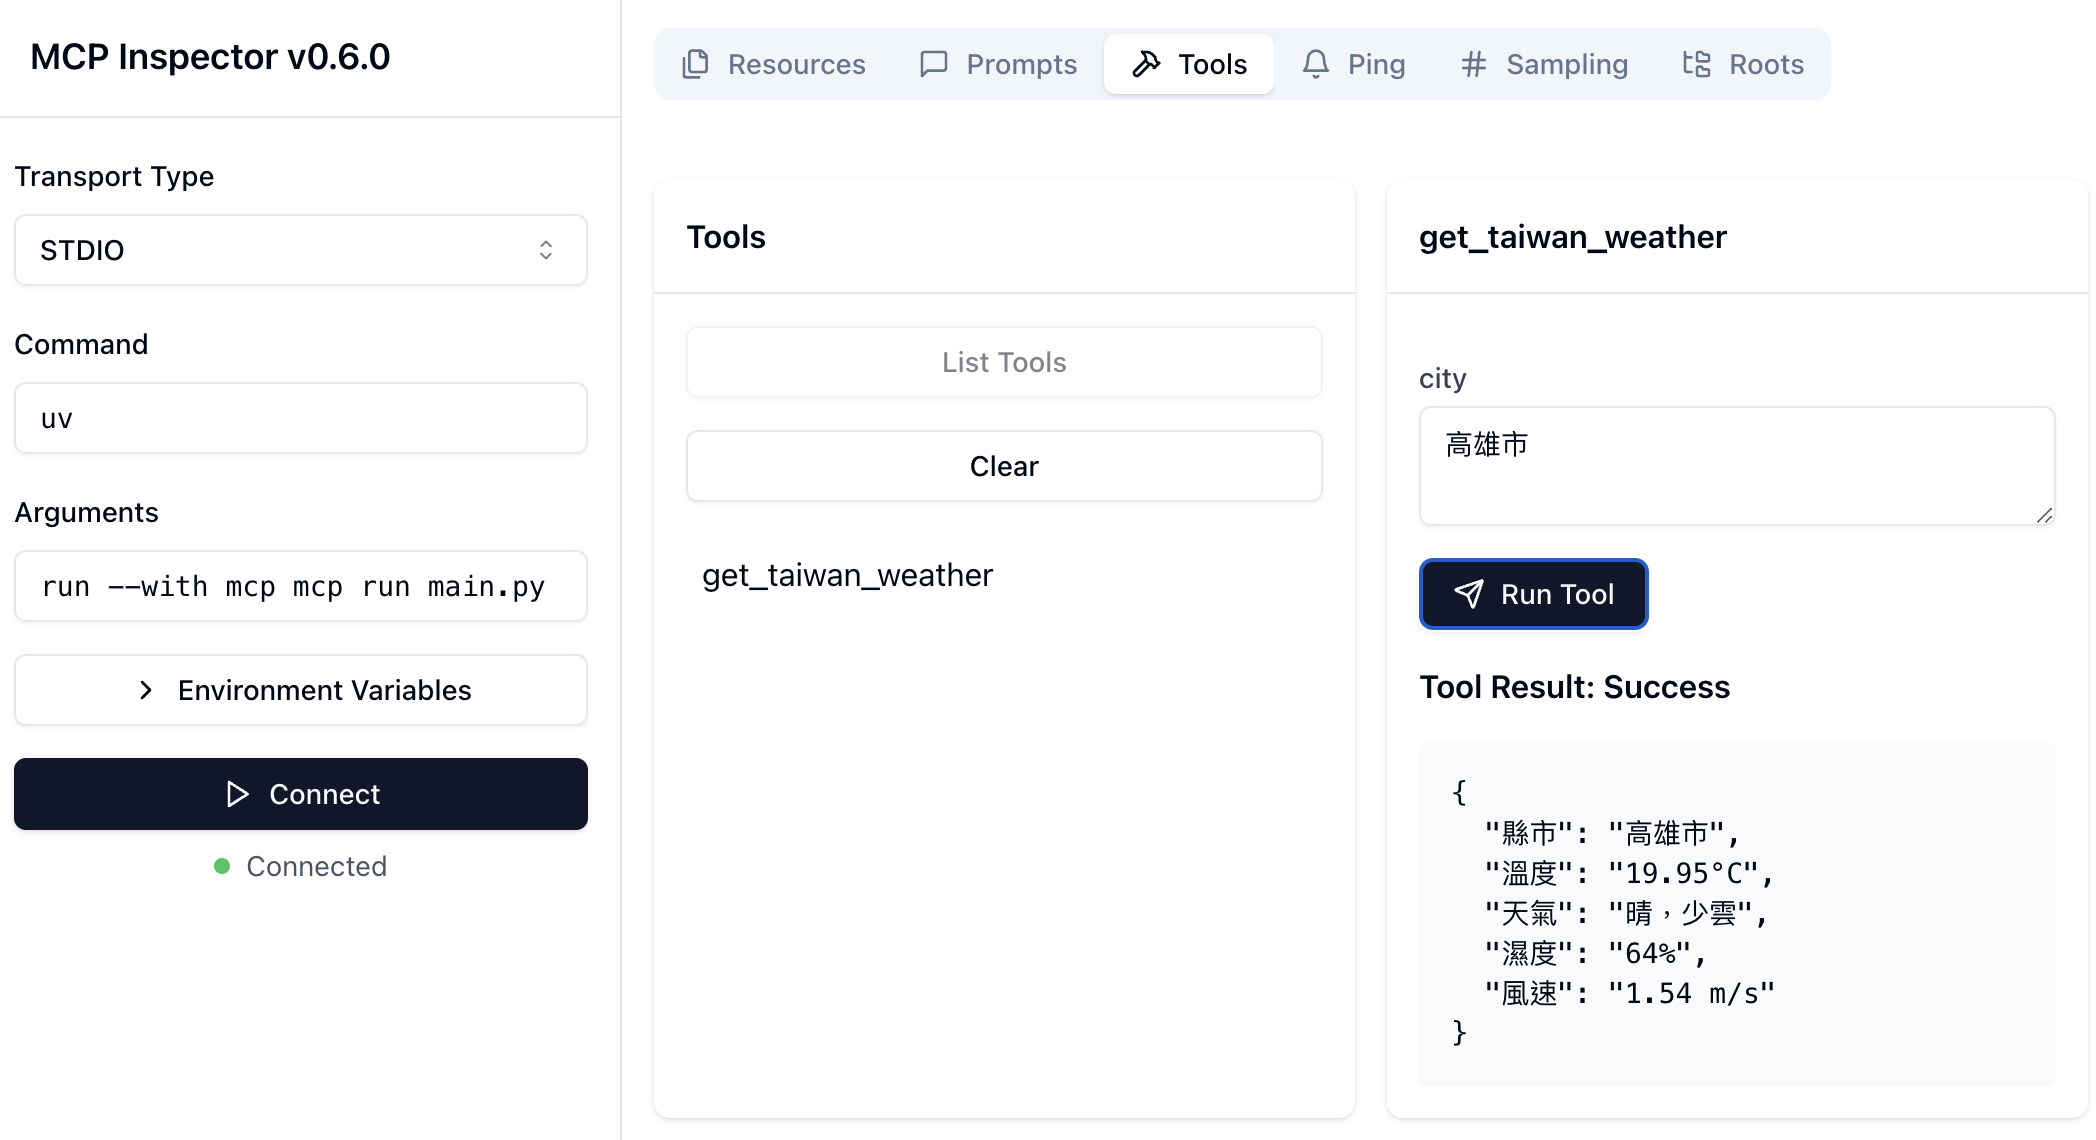 MCP Inspector v0.6.0
Transport Type
STDIO
Command
uv
Arguments
run --with mcp mcp run main.py
Environment Variables
Connect
Connected
Resources
Prompts
Tools
Ping
Sampling
Roots
Tools
List Tools
Clear
get_taiwan_weather
get_taiwan_weather
city
高雄市
Run Tool
Tool Result: Success
{
"縣市": "高雄市",
"溫度": "19.95°C",
"天氣": "晴，少雲",
"濕度": "64%",
"風速": "1.54 m/s"
}